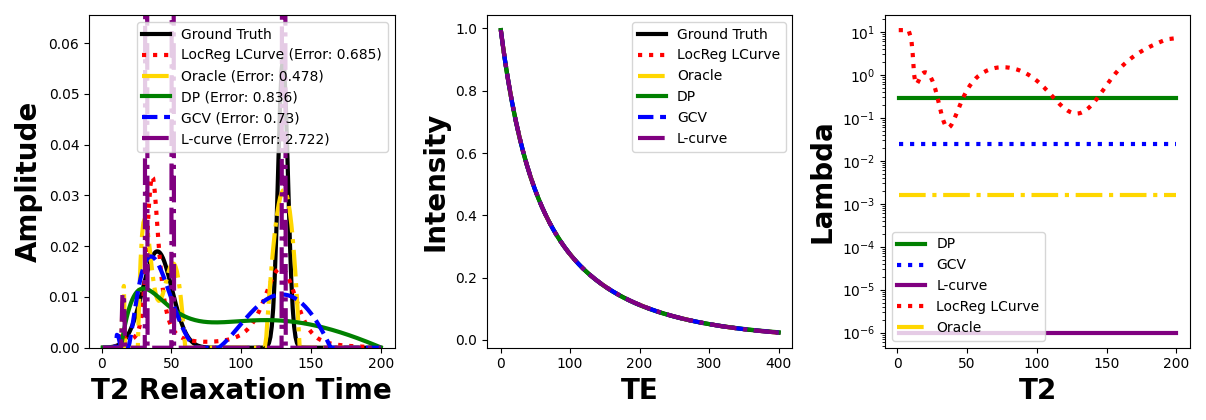 Amplitude
0.06
0.05
0.04
0.03
0.02
0.01
0.00
Ground Truth
LocReg LCurve (Error: 0.685)
Oracle (Error: 0.478)
DP (Error: 0.836)
GCV (Error: 0.73)
L-curve (Error: 2.722)
0 50 100 150 200
T2 Relaxation Time
Intensity
1.0
0.8
0.6
0.4
0.2
0.0
Ground Truth
LocReg LCurve
Oracle
DP
GCV
L-curve
0 100 200 300 400
TE
Lambda
10¹
10⁰
10⁻¹
10⁻²
10⁻³
10⁻⁴
10⁻⁵
10⁻⁶
DP
GCV
L-curve
LocReg LCurve
Oracle
0 50 100 150 200
T2